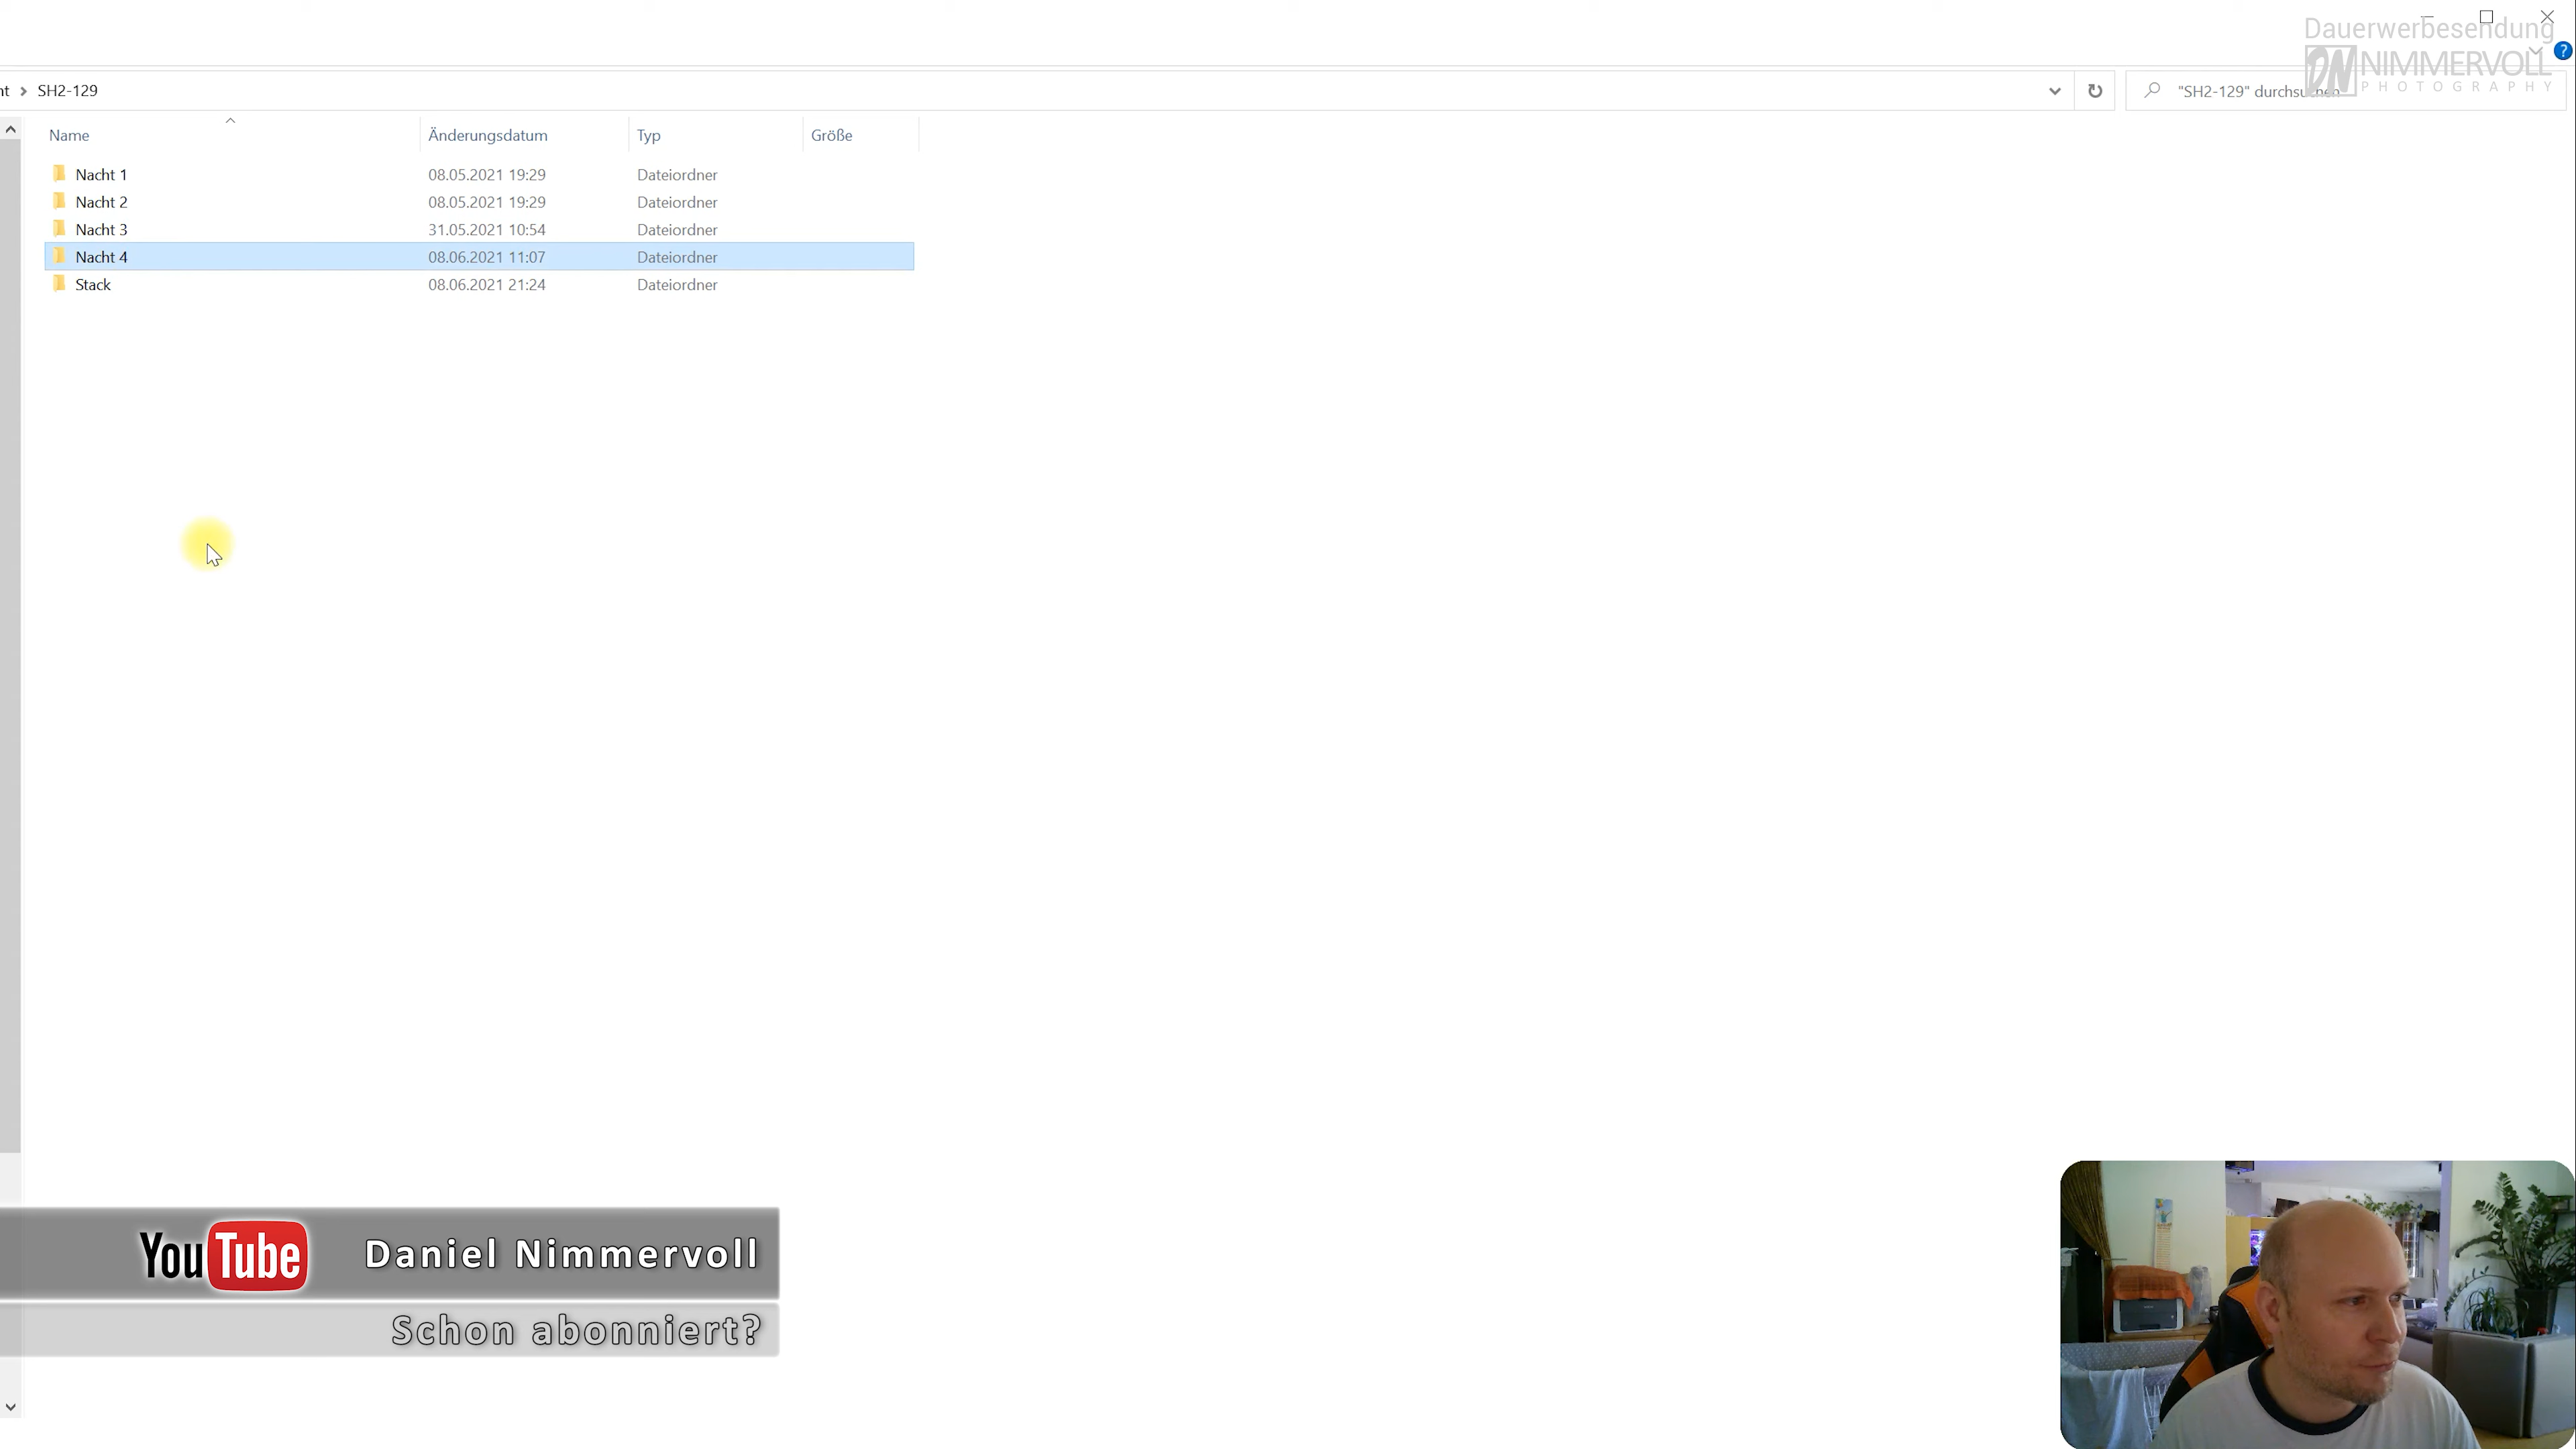 Dauerwerbesendung
DN NIMMERVOLL
PHOTOGRAPHY
SH2-129
"SH2-129" durchsuchen
Name Änderungsdatum Typ Größe
Nacht 1 08.05.2021 19:29 Dateiordner
Nacht 2 08.05.2021 19:29 Dateiordner
Nacht 3 31.05.2021 10:54 Dateiordner
Nacht 4 08.06.2021 11:07 Dateiordner
Stack 08.06.2021 21:24 Dateiordner
YouTube Daniel Nimmervoll
Schon abonniert?